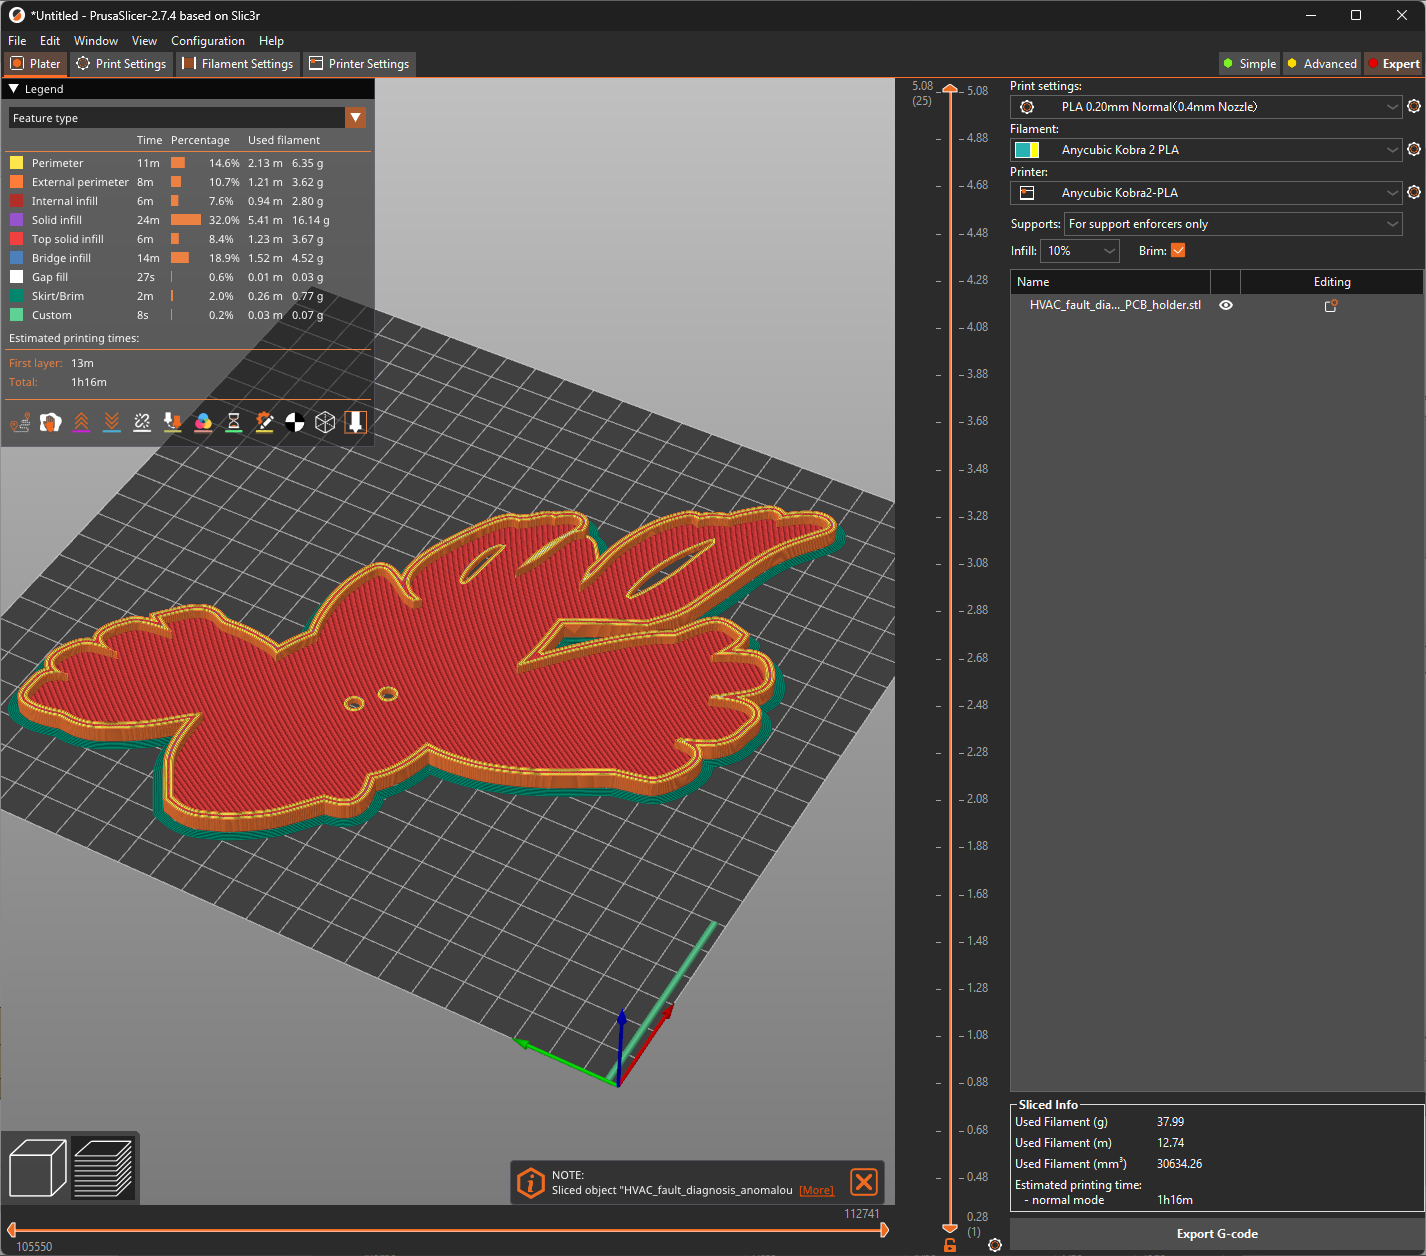 *Untitled - PrusaSlicer-2.7.4 based on Slic3r
File Edit Window View Configuration Help
Plater Print Settings Filament Settings Printer Settings Simple Advanced Expert
Legend
Feature type
Time Percentage Used filament
Perimeter 11m 14.6% 2.13 m 6.35 g
External perimeter 8m 10.7% 1.21 m 3.62 g
Internal infill 6m 7.6% 0.94 m 2.80 g
Solid infill 24m 32.0% 5.41 m 16.14 g
Top solid infill 6m 8.4% 1.23 m 3.67 g
Bridge infill 14m 18.9% 1.52 m 4.52 g
Gap fill 27s 0.6% 0.01 m 0.03 g
Skirt/Brim 2m 2.0% 0.26 m 0.77 g
Custom 8s 0.2% 0.03 m 0.07 g
Estimated printing times:
First layer: 13m
Total: 1h16m
5.08
(25)
5.08
4.88
4.68
4.48
4.28
4.08
3.88
3.68
3.48
3.28
3.08
2.88
2.68
2.48
2.28
2.08
1.88
1.68
1.48
1.28
1.08
0.88
0.68
0.48
0.28
(1)
Print settings:
PLA 0.20mm Normal(0.4mm Nozzle)
Filament:
Anycubic Kobra 2 PLA
Printer:
Anycubic Kobra2-PLA
Supports: For support enforcers only
Infill: 10% Brim:
Name Editing
HVAC_fault_dia..._PCB_holder.stl
Sliced Info
Used Filament (g) 37.99
Used Filament (m) 12.74
Used Filament (mm³) 30634.26
Estimated printing time:
- normal mode 1h16m
Export G-code
NOTE:
Sliced object "HVAC_fault_diagnosis_anomalou [More]
112741
105550